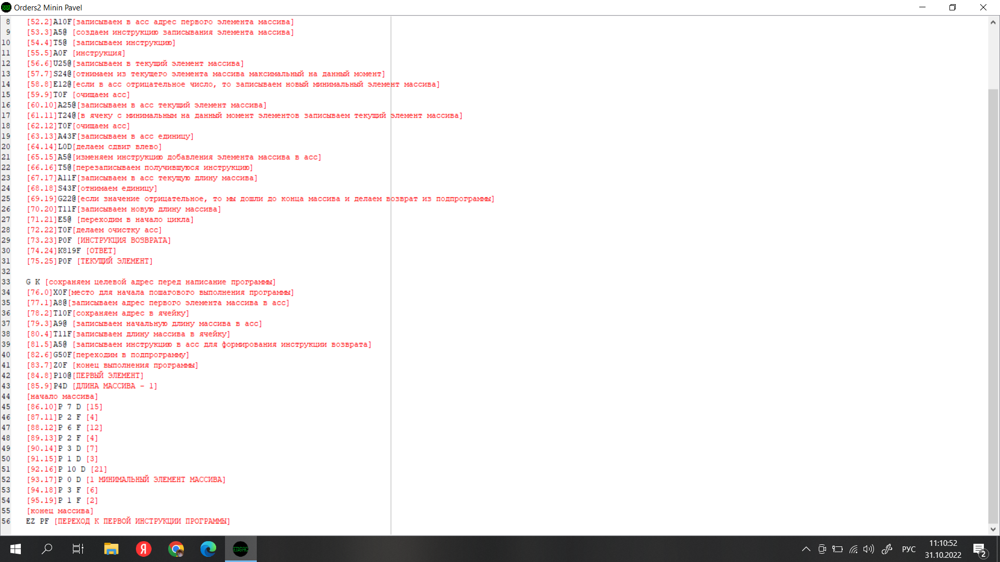 Orders2 Minin Pavel
8 [52.2]A10F[записываем в асс адрес первого элемента массива]
9 [53.3]A5@ [создаем инструкцию записывания элемента массива]
10 [54.4]T5@ [записываем инструкцию]
11 [55.5]A0F [инструкция]
12 [56.6]U25@[записываем в текущий элемент массива]
13 [57.7]S24@[отнимаем из текущего элемента массива максимальный на данный момент]
14 [58.8]E12@[если в асс отрицательное число, то записываем новый минимальный элемент массива]
15 [59.9]T0F [очищаем асс]
16 [60.10]A25@[записываем в асс текущий элемент массива]
17 [61.11]T24@[в ячеку с минимальным на данный момент элементов записываем текущий элемент массива]
18 [62.12]T0F[очищаем асс]
19 [63.13]A43F[записываем в асс единицу]
20 [64.14]L0D[делаем сдвиг влево]
21 [65.15]A5@[изменяем инструкцию добавления элемента массива в асс]
22 [66.16]T5@[перезаписываем получившуюся инструкцию]
23 [67.17]A11F[записываем в асс текущую длину массива]
24 [68.18]S43F[отнимаем единицу]
25 [69.19]G22@[если значение отрицательное, то мы дошли до конца массива и делаем возврат из подпрограммы]
26 [70.20]T11F[записываем новую длину массива]
27 [71.21]E5@ [переходим в начало цикла]
28 [72.22]T0F[делаем очистку асс]
29 [73.23]P0F [ИНСТРУКЦИЯ ВОЗВРАТА]
30 [74.24]K819F [ОТВЕТ]
31 [75.25]P0F [ТЕКУЩИЙ ЭЛЕМЕНТ]
32
33 G K [сохраняем целевой адрес перед написание программы]
34 [76.0]X0F[место для начала пошагового выполнения программы]
35 [77.1]A8@[записываем адрес первого элемента массива в асс]
36 [78.2]T10F[сохраняем адрес в ячейку]
37 [79.3]A9@ [записываем начальную длину массива в асс]
38 [80.4]T11F[записываем длину массива в ячейку]
39 [81.5]A5@ [записываем инструкцию в асс для формирования инструкции возврата]
40 [82.6]G50F[переходим в подпрограмму]
41 [83.7]Z0F [конец выполнения программы]
42 [84.8]P10@[ПЕРВЫЙ ЭЛЕМЕНТ]
43 [85.9]P4D [ДЛИНА МАССИВА - 1]
44 [начало массива]
45 [86.10]P 7 D [15]
46 [87.11]P 2 F [4]
47 [88.12]P 6 F [12]
48 [89.13]P 2 F [4]
49 [90.14]P 3 D [7]
50 [91.15]P 1 D [3]
51 [92.16]P 10 D [21]
52 [93.17]P 0 D [1 МИНИМАЛЬНЫЙ ЭЛЕМЕНТ МАССИВА]
53 [94.18]P 3 F [6]
54 [95.19]P 1 F [2]
55 [конец массива]
56 EZ PF [ПЕРЕХОД К ПЕРВОЙ ИНСТРУКЦИИ ПРОГРАММЫ]
Я
РУС
11:10:52
31.10.2022
2